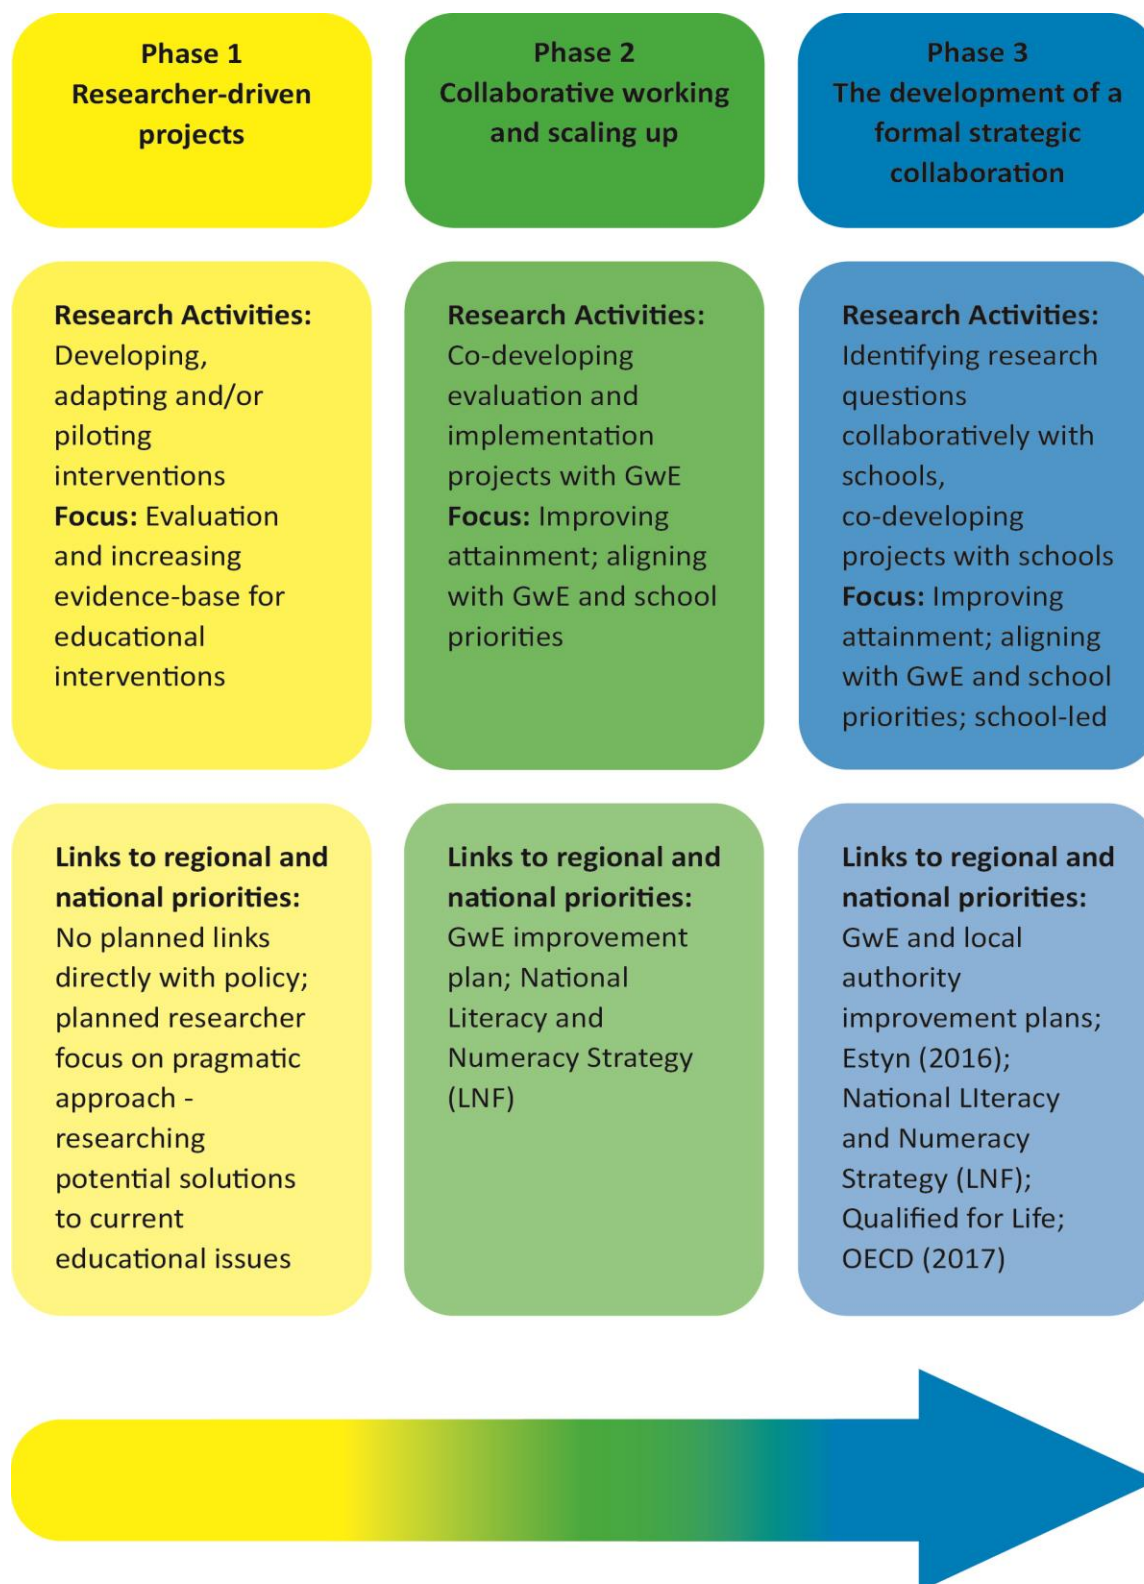 Phase 1
Researcher-driven
projects
Phase 2
Collaborative working
and scaling up
Phase 3
The development of a
formal strategic
collaboration
Research Activities:
Developing,
adapting and/or
piloting
interventions
Focus: Evaluation
and increasing
evidence-base for
educational
interventions
Research Activities:
Co-developing
evaluation and
implementation
projects with GwE
Focus: Improving
attainment; aligning
with GwE and school
priorities
Research Activities:
Identifying research
questions
collaboratively with
schools,
co-developing
projects with schools
Focus: Improving
attainment; aligning
with GwE and school
priorities; school-led
Links to regional and
national priorities:
No planned links
directly with policy;
planned researcher
focus on pragmatic
approach -
researching
potential solutions
to current
educational issues
Links to regional and
national priorities:
GwE improvement
plan; National
Literacy and
Numeracy Strategy
(LNF)
Links to regional and
national priorities:
GwE and local
authority
improvement plans;
Estyn (2016);
National LIteracy
and Numeracy
Strategy (LNF);
Qualified for Life;
OECD (2017)